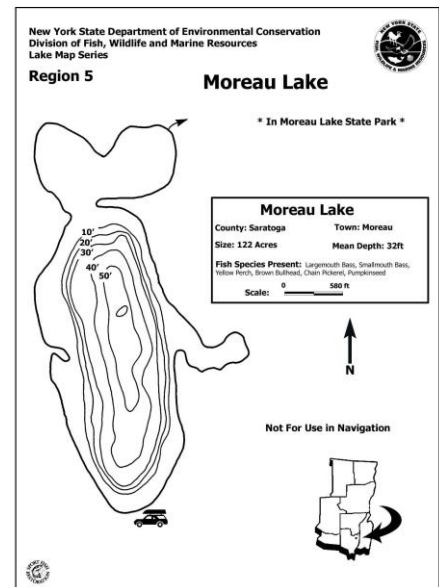 New York State Department of Environmental Conservation
Division of Fish, Wildlife and Marine Resources
Lake Map Series
Region 5
Moreau Lake
* In Moreau Lake State Park *
Moreau Lake
County: Saratoga Town: Moreau
Size: 122 Acres Mean Depth: 32ft
Fish Species Present: Largemouth Bass, Smallmouth Bass,
Yellow Perch, Brown Bullhead, Chain Pickerel, Pumpkinseed
Scale: 0 580 ft
10'
20'
30'
40'
50'
N
Not For Use in Navigation